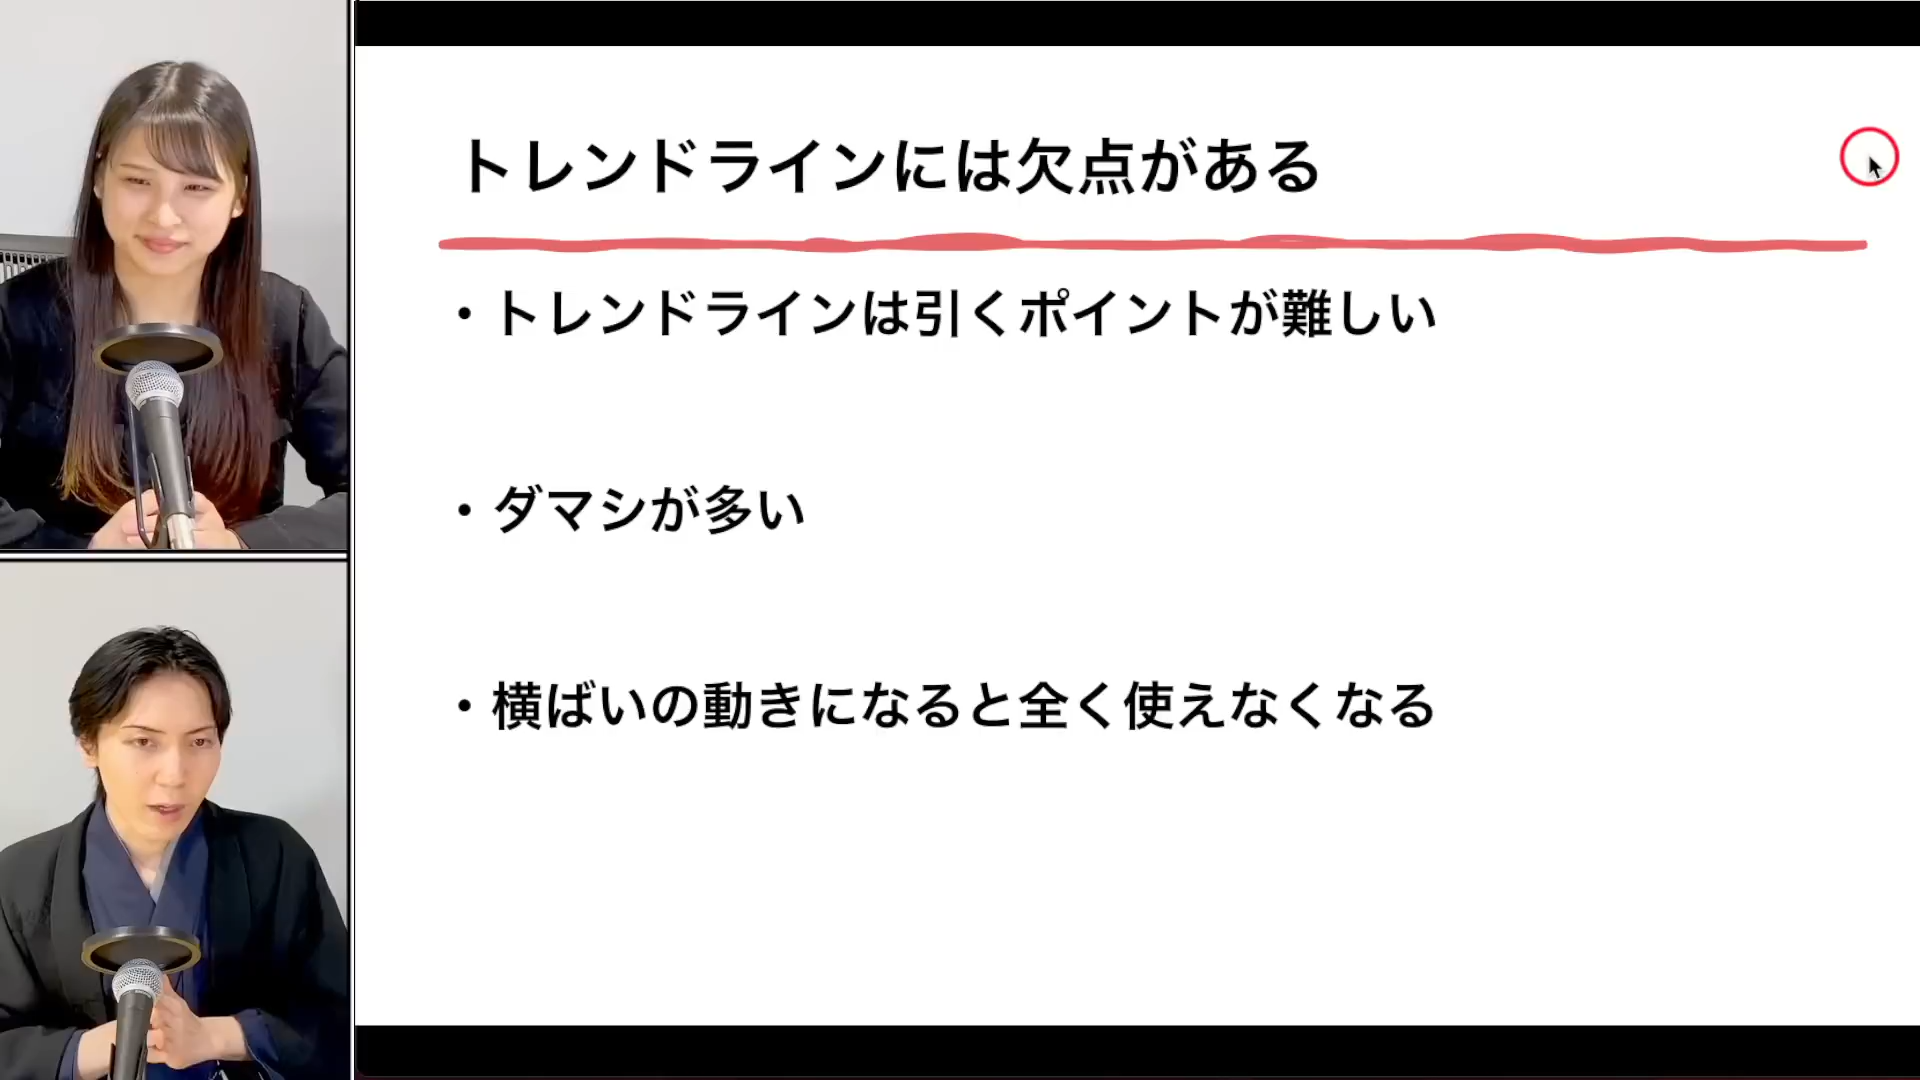 トレンドラインには欠点がある
・トレンドラインは引くポイントが難しい
・ダマシが多い
・横ばいの動きになると全く使えなくなる